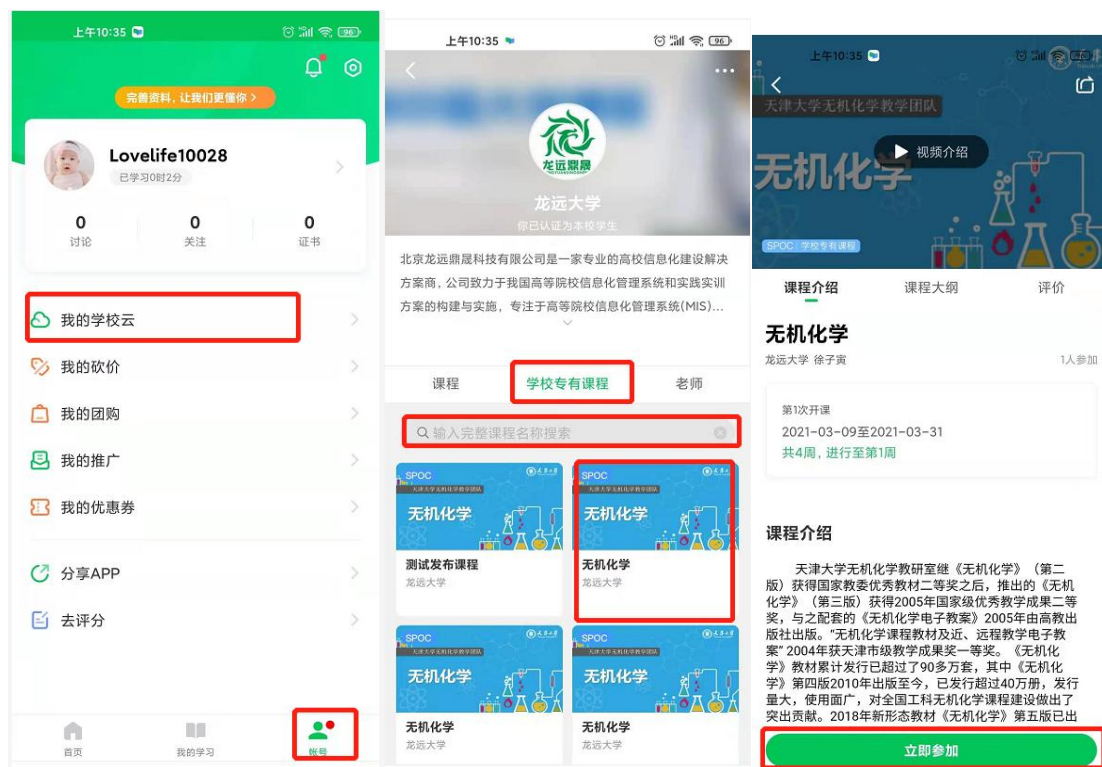 上午10:35
96
完善资料，让我们更懂你 >
Lovelife10028
已学习0时2分
0
0
0
讨论
关注
证书
我的学校云
我的砍价
我的团购
我的推广
我的优惠券
分享APP
去评分
首页
我的学习
帐号
上午10:35
96
龙远鼎晟
龙远大学
你已认证为本校学生
北京龙远鼎晟科技有限公司是一家专业的高校信息化建设解决
方案商，公司致力于我国高等院校信息化管理系统和实践实训
方案的构建与实施，专注于高等院校信息化管理系统(MIS)...
课程
学校专有课程
老师
输入完整课程名称搜索
SPOC
天津大学无机化学教学团队
无机化学
测试发布课程
龙远大学
SPOC
天津大学无机化学教学团队
无机化学
无机化学
龙远大学
SPOC
天津大学无机化学教学团队
无机化学
无机化学
龙远大学
SPOC
天津大学无机化学教学团队
无机化学
无机化学
龙远大学
上午10:35
天津大学无机化学教学团队
视频介绍
无机化学
SPOC | 学校专有课程
课程介绍
课程大纲
评价
无机化学
龙远大学 徐子寅
1人参加
第1次开课
2021-03-09至2021-03-31
共4周，进行至第1周
课程介绍
天津大学无机化学教研室继《无机化学》（第二
版）获得国家教委优秀教材二等奖之后，推出的《无机
化学》（第三版）获得2005年国家级优秀教学成果二等
奖，与之配套的《无机化学电子教案》2005年由高教出
版社出版。“无机化学课程教材及近、远程教学电子教
案” 2004年获天津市级教学成果奖一等奖。《无机化
学》教材累计发行已超过了90多万套，其中《无机化
学》第四版2010年出版至今，已发行超过40万册，发行
量大，使用面广，对全国工科无机化学课程建设做出了
突出贡献。2018年新形态教材《无机化学》第五版已出
立即参加